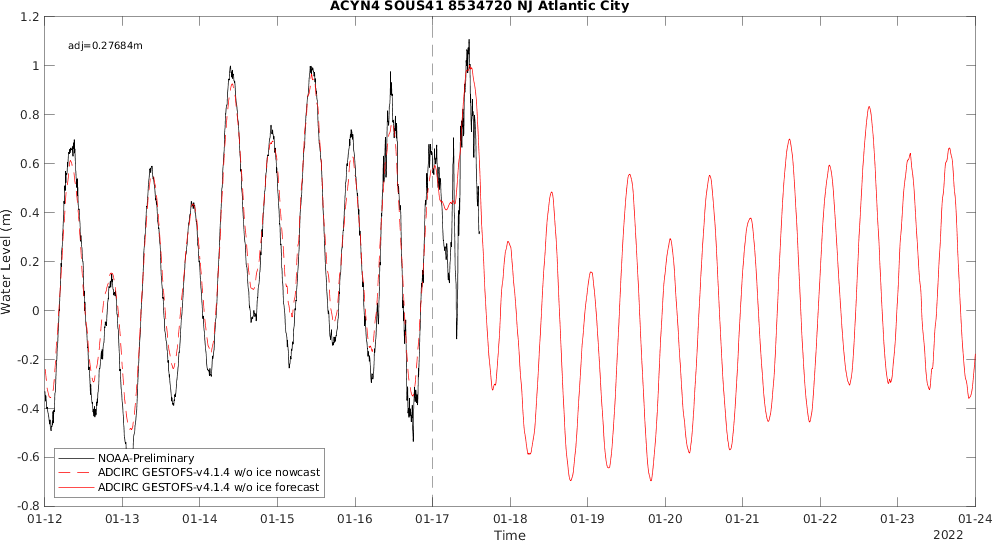 ACYN4 SOUS41 8534720 NJ Atlantic City
adj=0.27684m
1.2
1
0.8
0.6
0.4
0.2
0
-0.2
-0.4
-0.6
-0.8
Water Level (m)
NOAA-Preliminary
ADCIRC GESTOFS-v4.1.4 w/o ice nowcast
ADCIRC GESTOFS-v4.1.4 w/o ice forecast
01-12 01-13 01-14 01-15 01-16 01-17 01-18 01-19 01-20 01-21 01-22 01-23 01-24
Time
2022